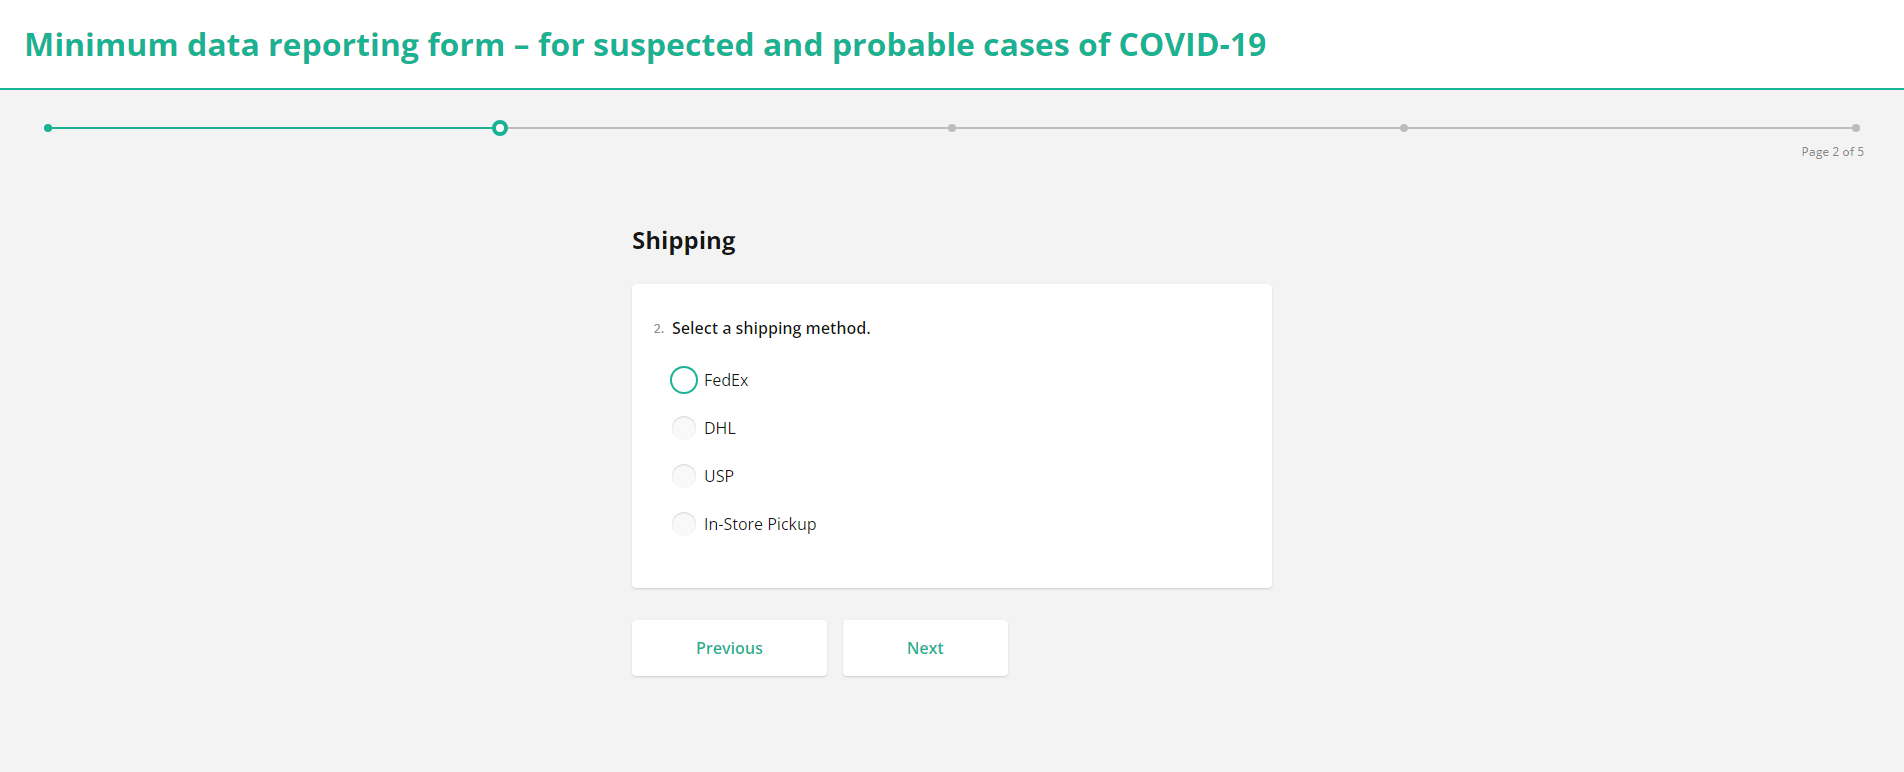 Minimum data reporting form – for suspected and probable cases of COVID-19
Page 2 of 5
Shipping
2. Select a shipping method.
FedEx
DHL
USP
In-Store Pickup
Previous
Next